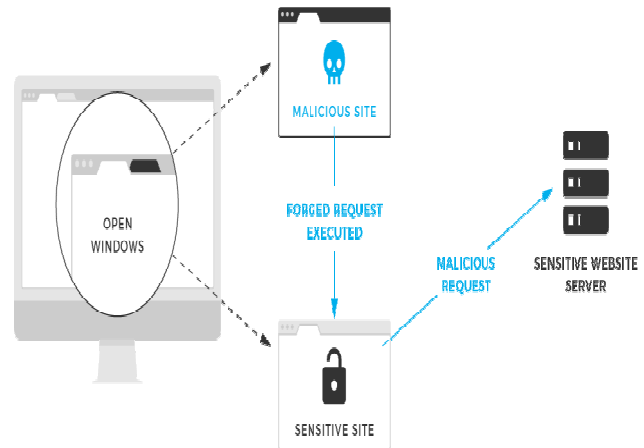 MALICIOUS SITE
OPEN
WINDOWS
FORGED REQUEST
EXECUTED
MALICIOUS
REQUEST
SENSITIVE WEBSITE
SERVER
SENSITIVE SITE